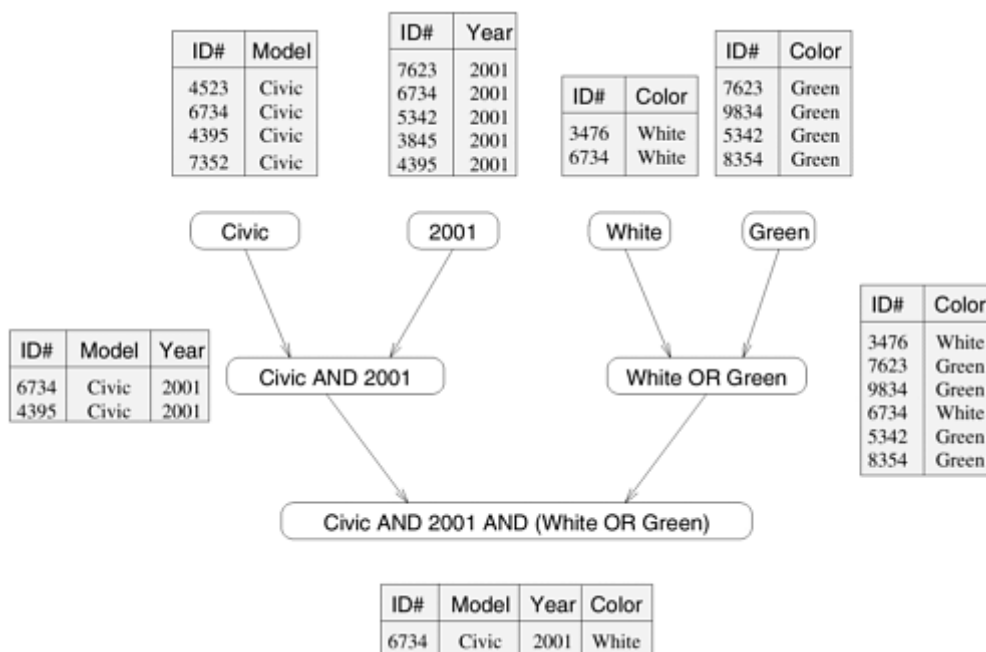 ID# Model
4523 Civic
6734 Civic
4395 Civic
7352 Civic
ID# Year
7623 2001
6734 2001
5342 2001
3845 2001
4395 2001
ID# Color
3476 White
6734 White
ID# Color
7623 Green
9834 Green
5342 Green
8354 Green
Civic
2001
White
Green
ID# Model Year
6734 Civic 2001
4395 Civic 2001
Civic AND 2001
White OR Green
ID# Color
3476 White
7623 Green
9834 Green
6734 White
5342 Green
8354 Green
Civic AND 2001 AND (White OR Green)
ID# Model Year Color
6734 Civic 2001 White